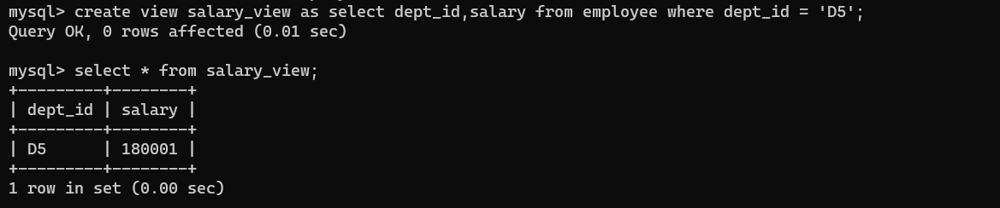 mysql> create view salary_view as select dept_id,salary from employee where dept_id = 'D5';
Query OK, 0 rows affected (0.01 sec)
mysql> select * from salary_view;
+---------+--------+
| dept_id | salary |
+---------+--------+
| D5      | 180001 |
+---------+--------+
1 row in set (0.00 sec)